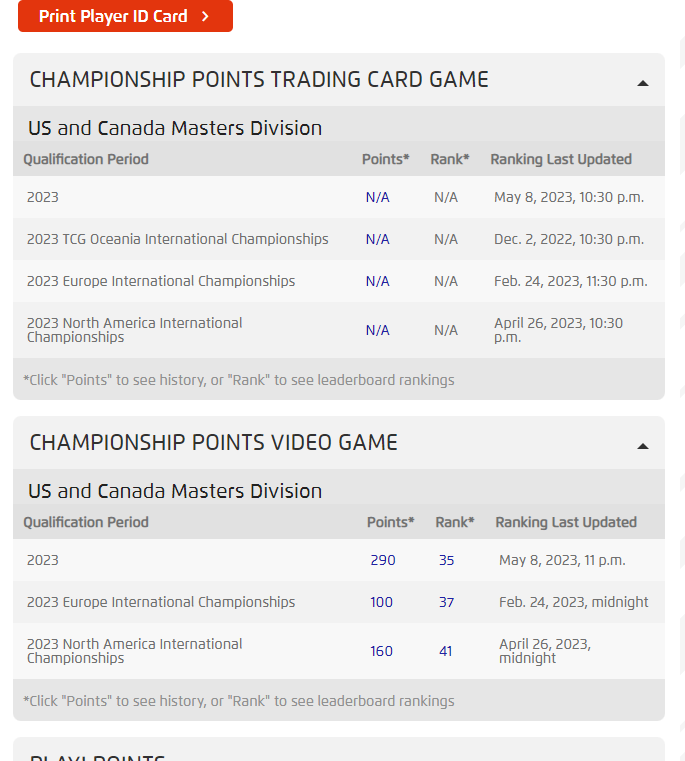 Print Player ID Card
CHAMPIONSHIP POINTS TRADING CARD GAME
US and Canada Masters Division
Qualification Period Points* Rank* Ranking Last Updated
2023 N/A N/A May 8, 2023, 10:30 p.m.
2023 TCG Oceania International Championships N/A N/A Dec. 2, 2022, 10:30 p.m.
2023 Europe International Championships N/A N/A Feb. 24, 2023, 11:30 p.m.
2023 North America International
Championships N/A N/A April 26, 2023, 10:30
p.m.
*Click "Points" to see history, or "Rank" to see leaderboard rankings
CHAMPIONSHIP POINTS VIDEO GAME
US and Canada Masters Division
Qualification Period Points* Rank* Ranking Last Updated
2023 290 35 May 8, 2023, 11 p.m.
2023 Europe International Championships 100 37 Feb. 24, 2023, midnight
2023 North America International
Championships 160 41 April 26, 2023,
midnight
*Click "Points" to see history, or "Rank" to see leaderboard rankings
PLAY! POINTS